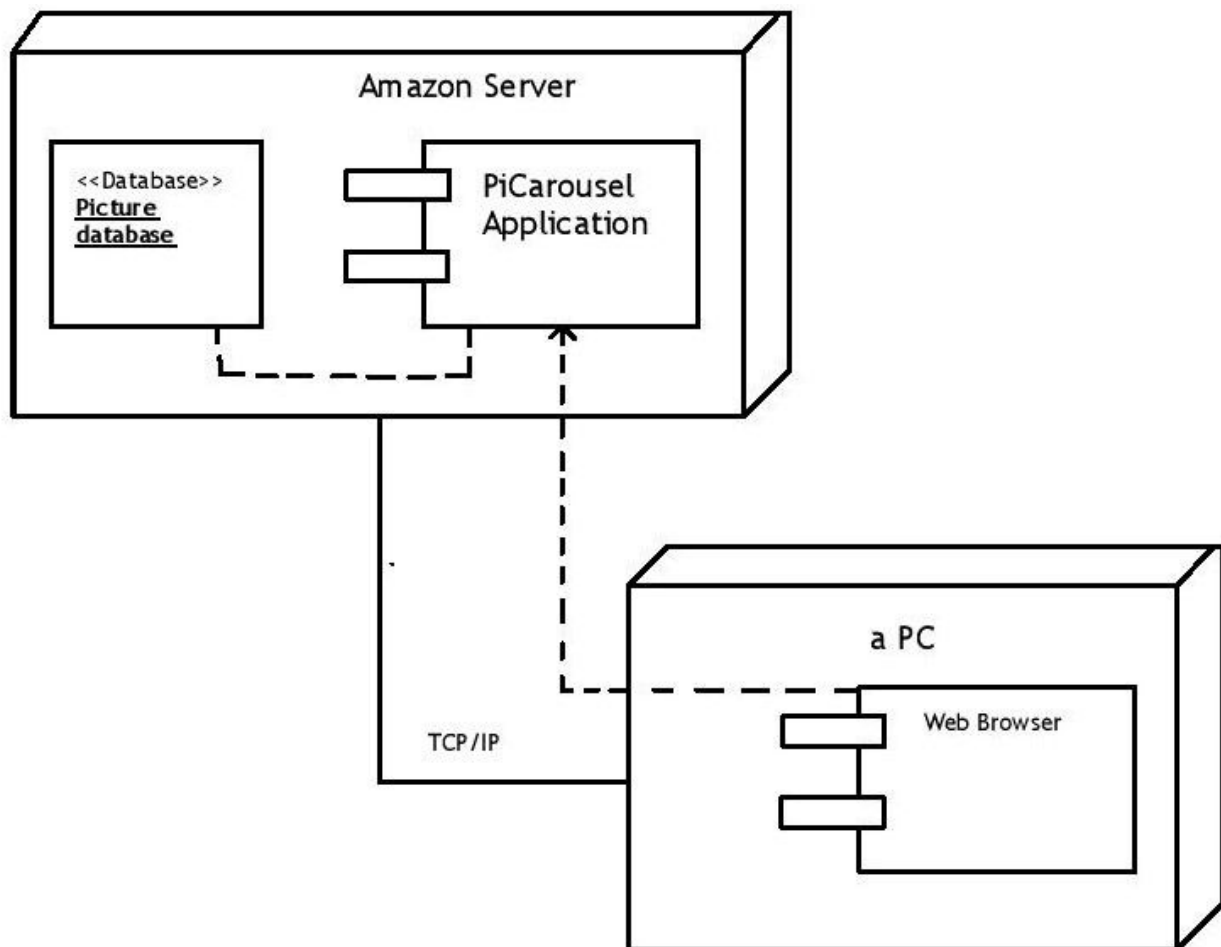 Amazon Server
<<Database>>
Picture
database
PiCarousel
Application
TCP/IP
a PC
Web Browser